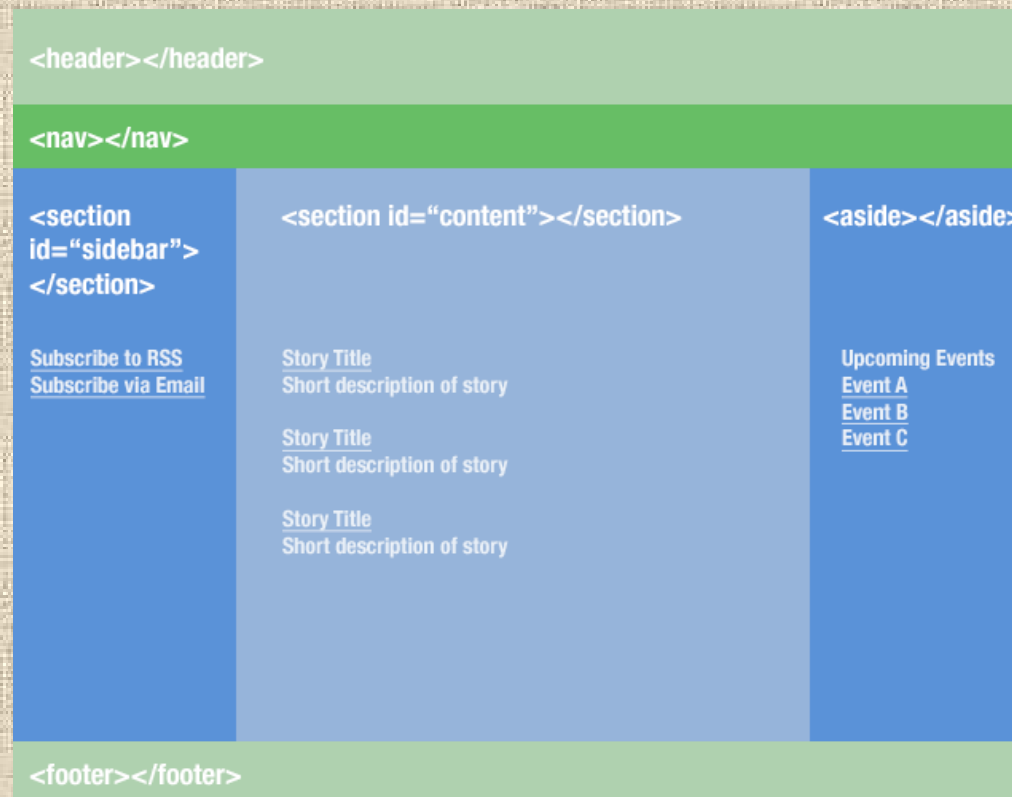 <header></header>
<nav></nav>
<section
id=“sidebar”>
</section>
Subscribe to RSS
Subscribe via Email
<section id=“content”></section>
Story Title
Short description of story
Story Title
Short description of story
Story Title
Short description of story
<aside></aside>
Upcoming Events
Event A
Event B
Event C
<footer></footer>